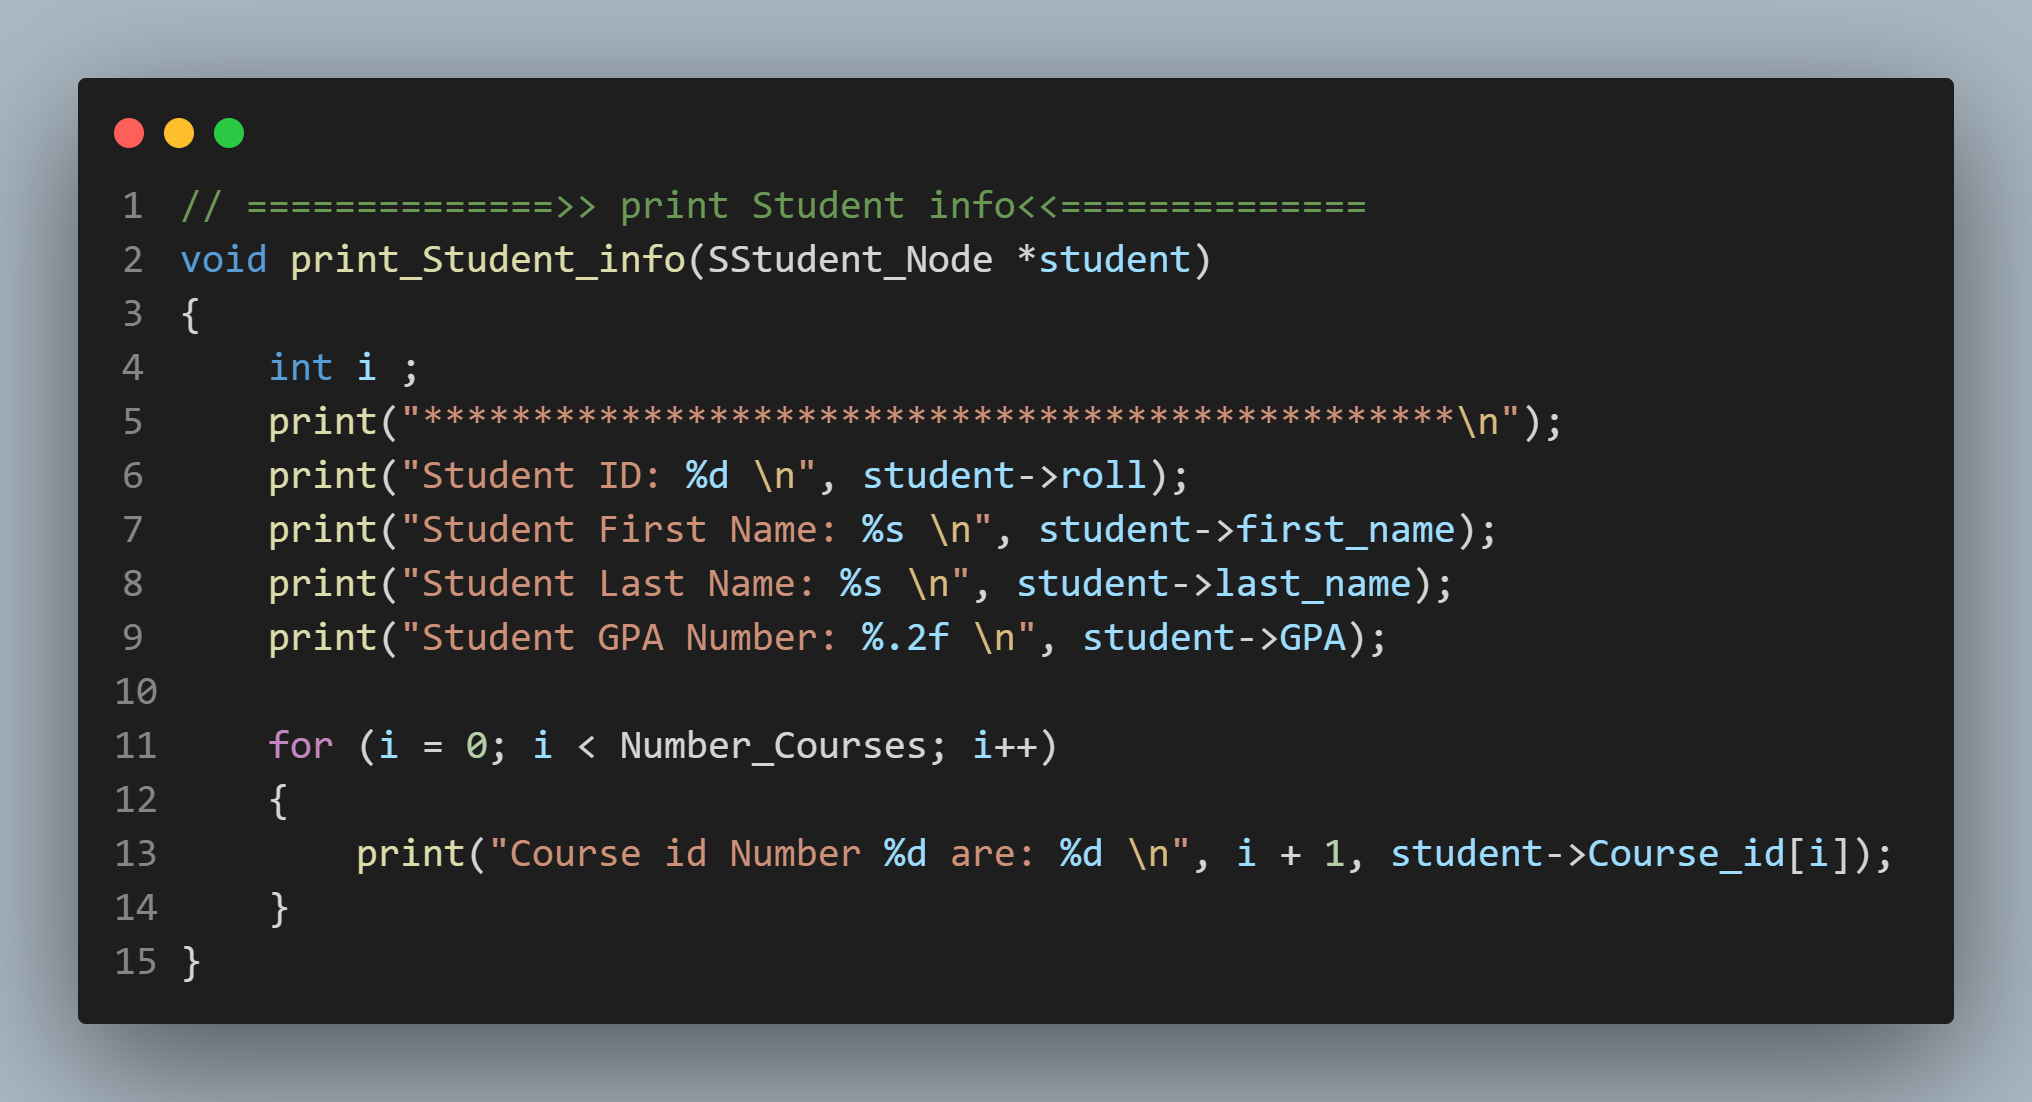 1 // ==============>> print Student info<<==============
2 void print_Student_info(SStudent_Node *student)
3 {
4     int i ;
5     print("***********************************************\n");
6     print("Student ID: %d \n", student->roll);
7     print("Student First Name: %s \n", student->first_name);
8     print("Student Last Name: %s \n", student->last_name);
9     print("Student GPA Number: %.2f \n", student->GPA);
10
11     for (i = 0; i < Number_Courses; i++)
12     {
13         print("Course id Number %d are: %d \n", i + 1, student->Course_id[i]);
14     }
15 }